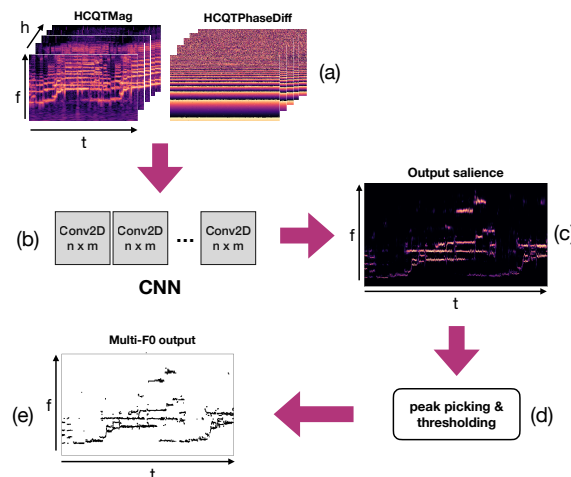 HCQTMag
HCQTPhaseDiff
h
f
t
(a)
(b)
Conv2D
n x m
Conv2D
n x m
...
Conv2D
n x m
CNN
Output salience
f
t
(c)
peak picking &
thresholding
(d)
Multi-F0 output
(e)
f
t